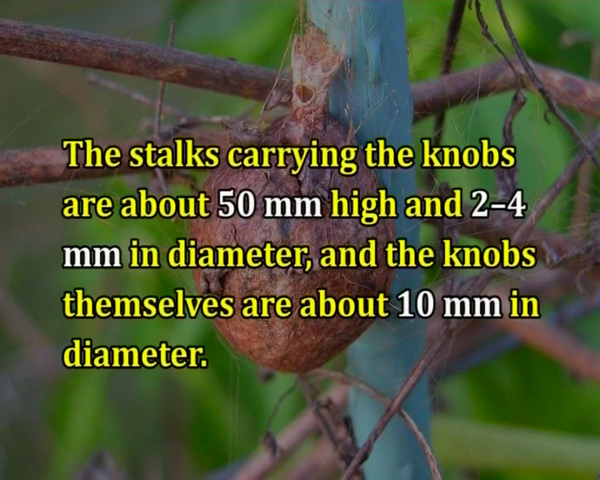 The stalks carrying the knobs
are about 50 mm high and 2–4
mm in diameter, and the knobs
themselves are about 10 mm in
diameter.